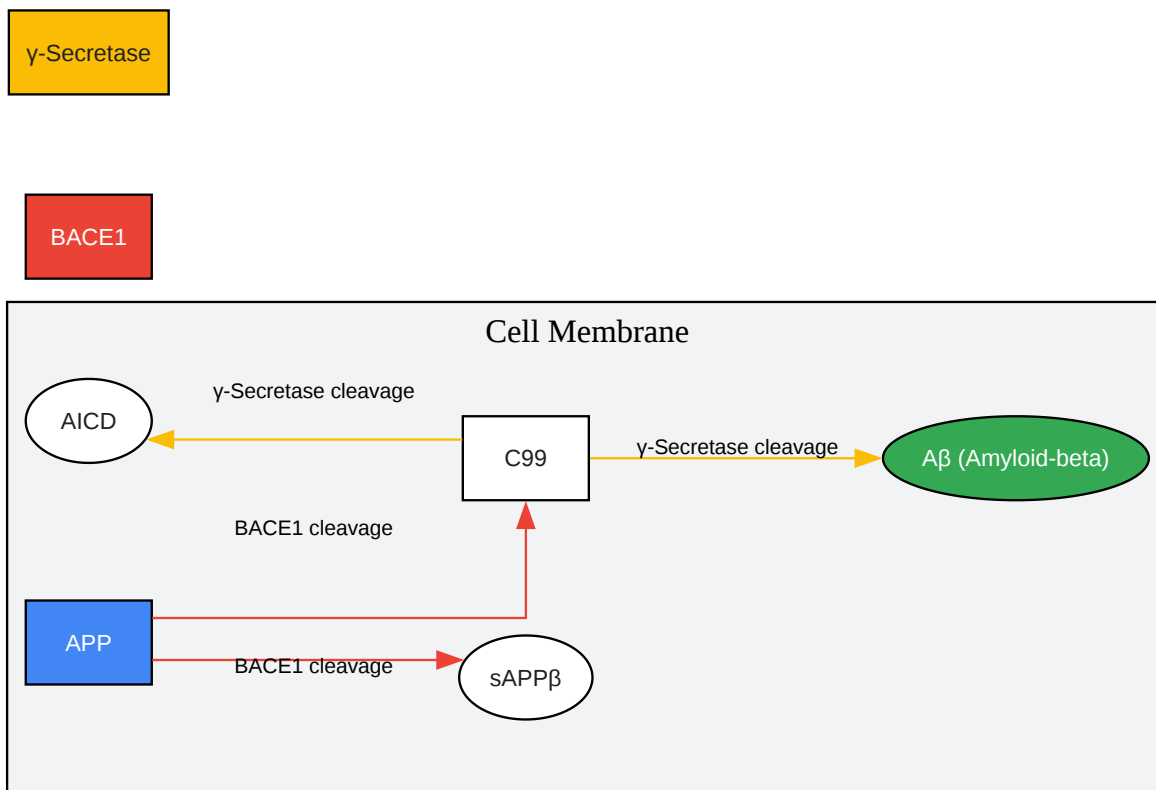 γ-Secretase
BACE1
Cell Membrane
γ-Secretase cleavage
AICD
γ-Secretase cleavage
C99
Aβ (Amyloid-beta)
BACE1 cleavage
APP
BACE1 cleavage
sAPPβ